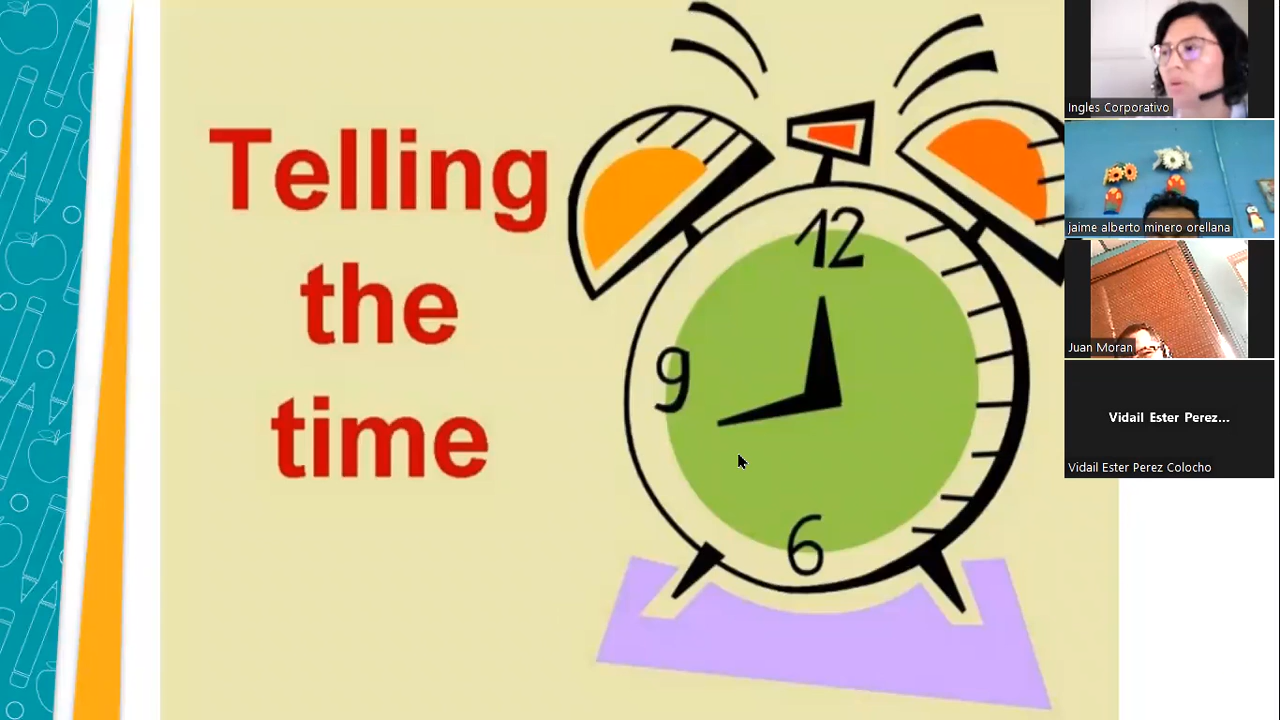 Telling
the
time
12
9
6
Ingles Corporativo
jaime alberto minero orellana
Juan Moran
Vidail Ester Perez...
Vidail Ester Perez Colocho